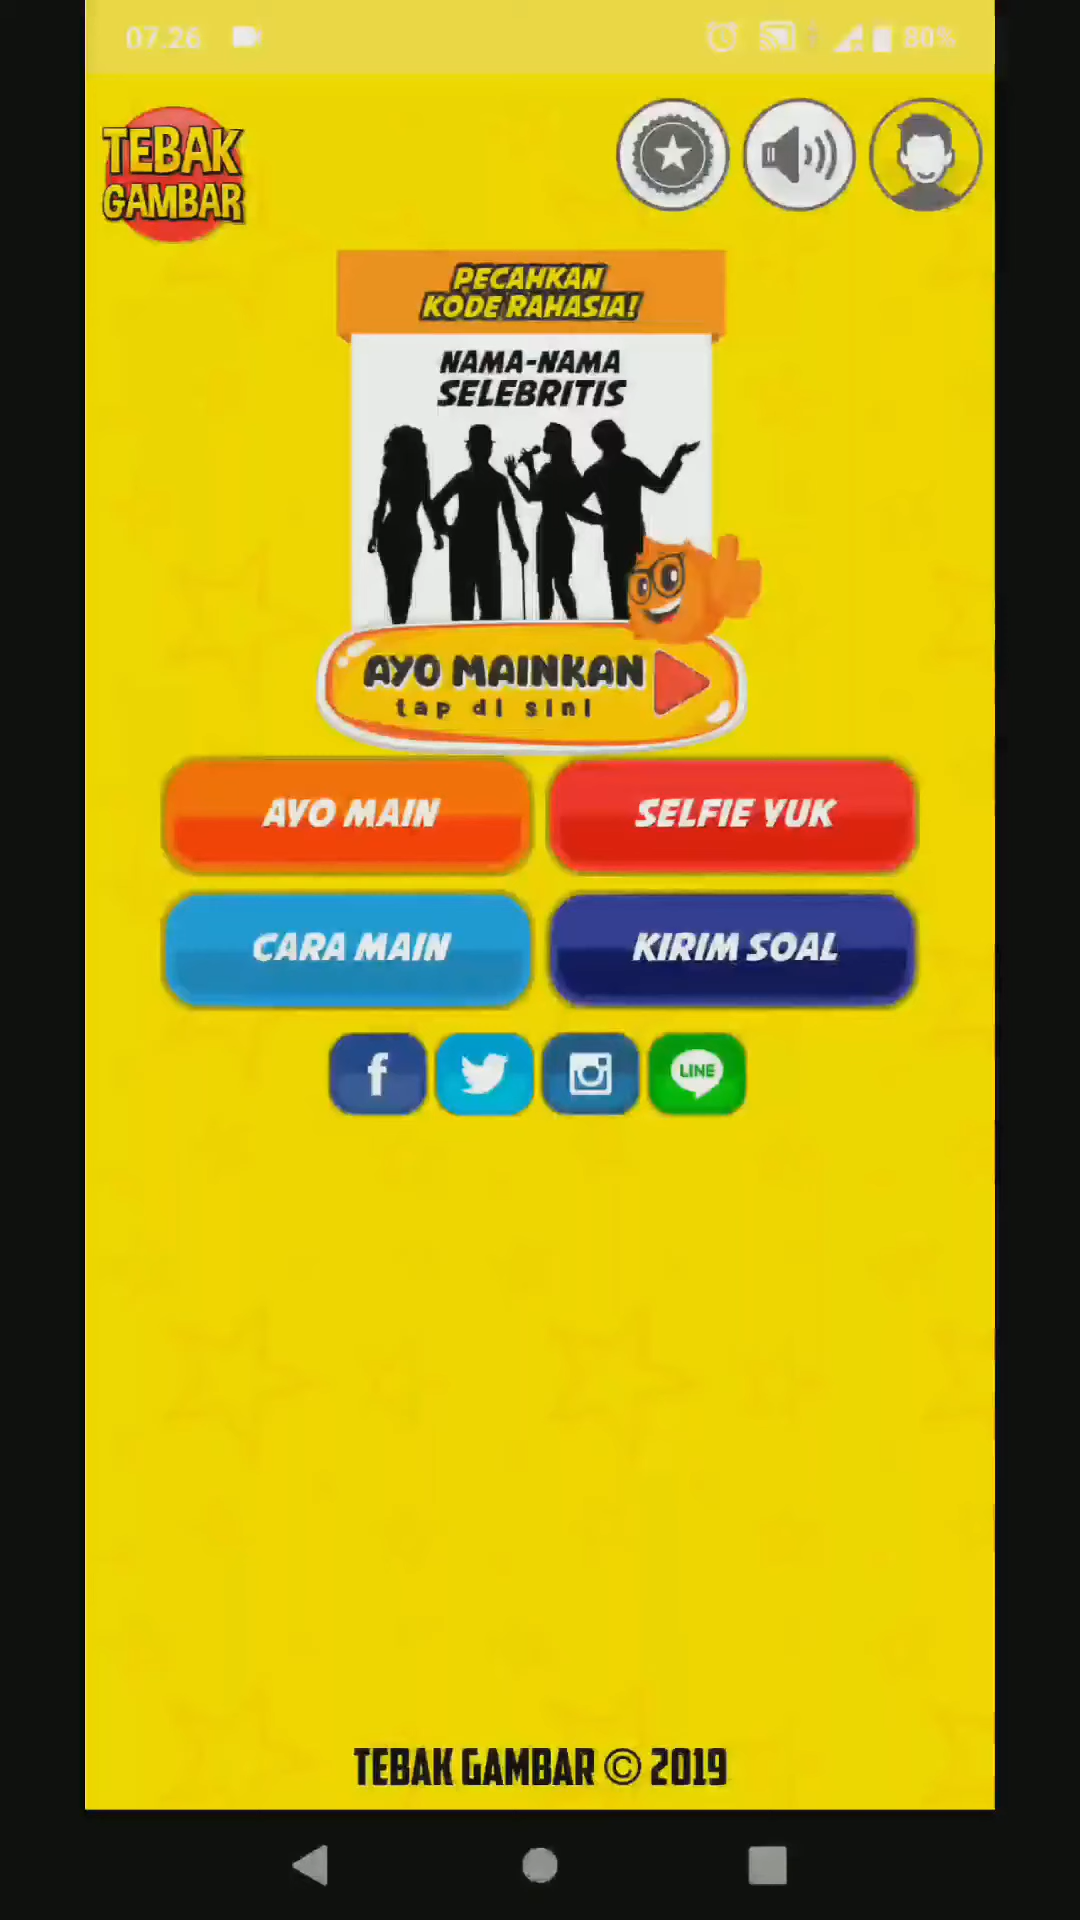 07.26
80%
TEBAK
GAMBAR
PECAHKAN
KODE RAHASIA!
NAMA-NAMA
SELEBRITIS
AYO MAINKAN
tap di sini
AYO MAIN
SELFIE YUK
CARA MAIN
KIRIM SOAL
f
LINE
TEBAK GAMBAR © 2019